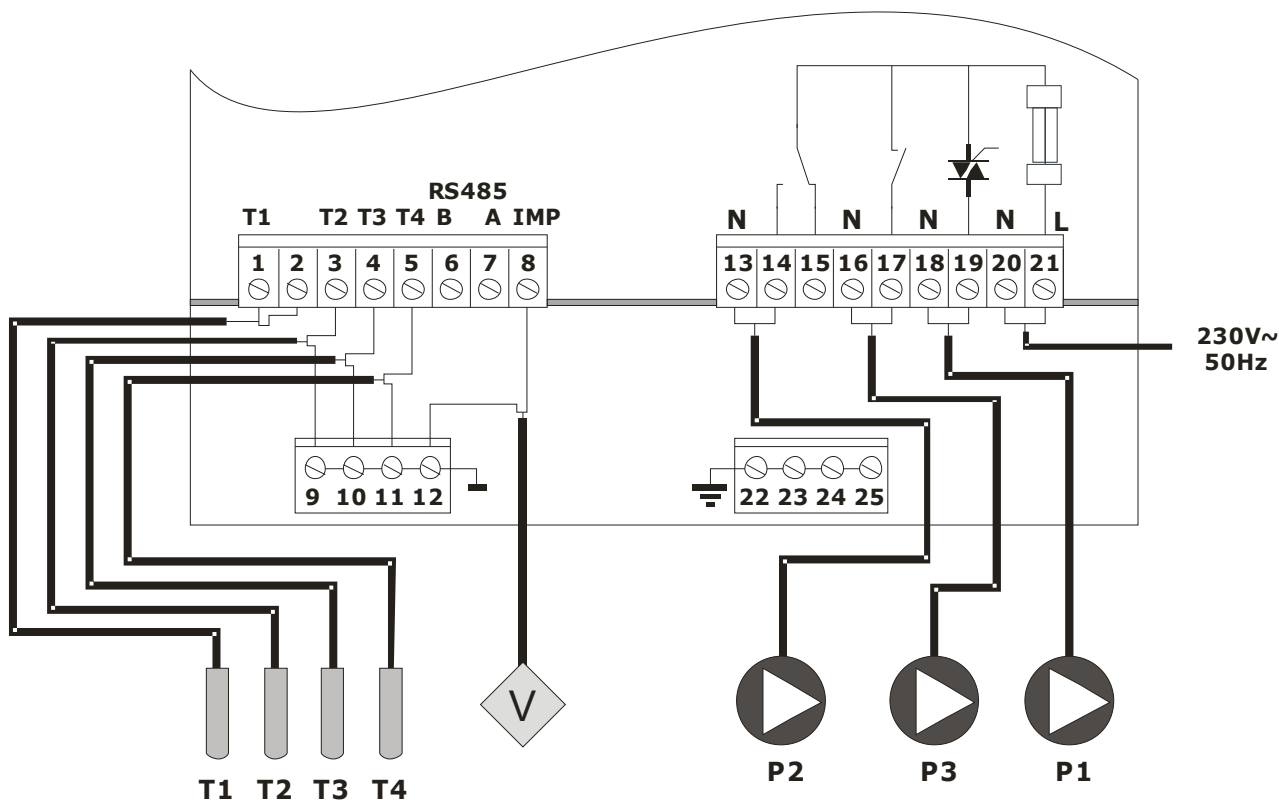 RS485
T1 T2 T3 T4 B A IMP
N N N N L
1 2 3 4 5 6 7 8
13 14 15 16 17 18 19 20 21
230V~
50Hz
9 10 11 12
22 23 24 25
V
P2 P3 P1
T1 T2 T3 T4